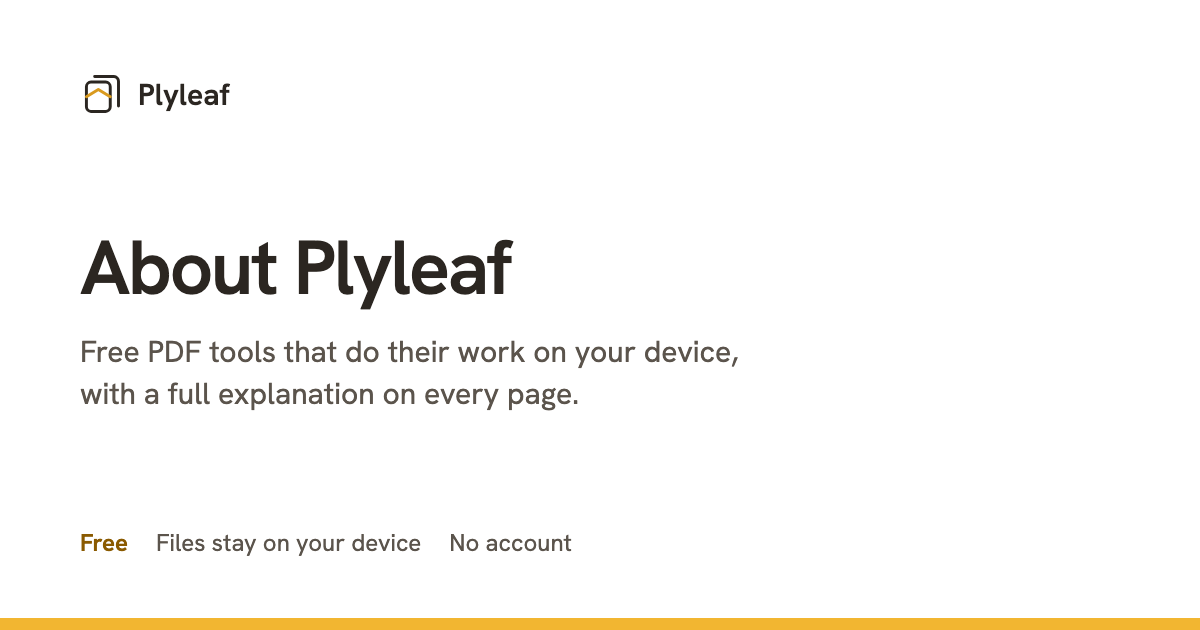 Plyleaf
About Plyleaf
Free PDF tools that do their work on your device,
with a full explanation on every page.
Free Files stay on your device No account